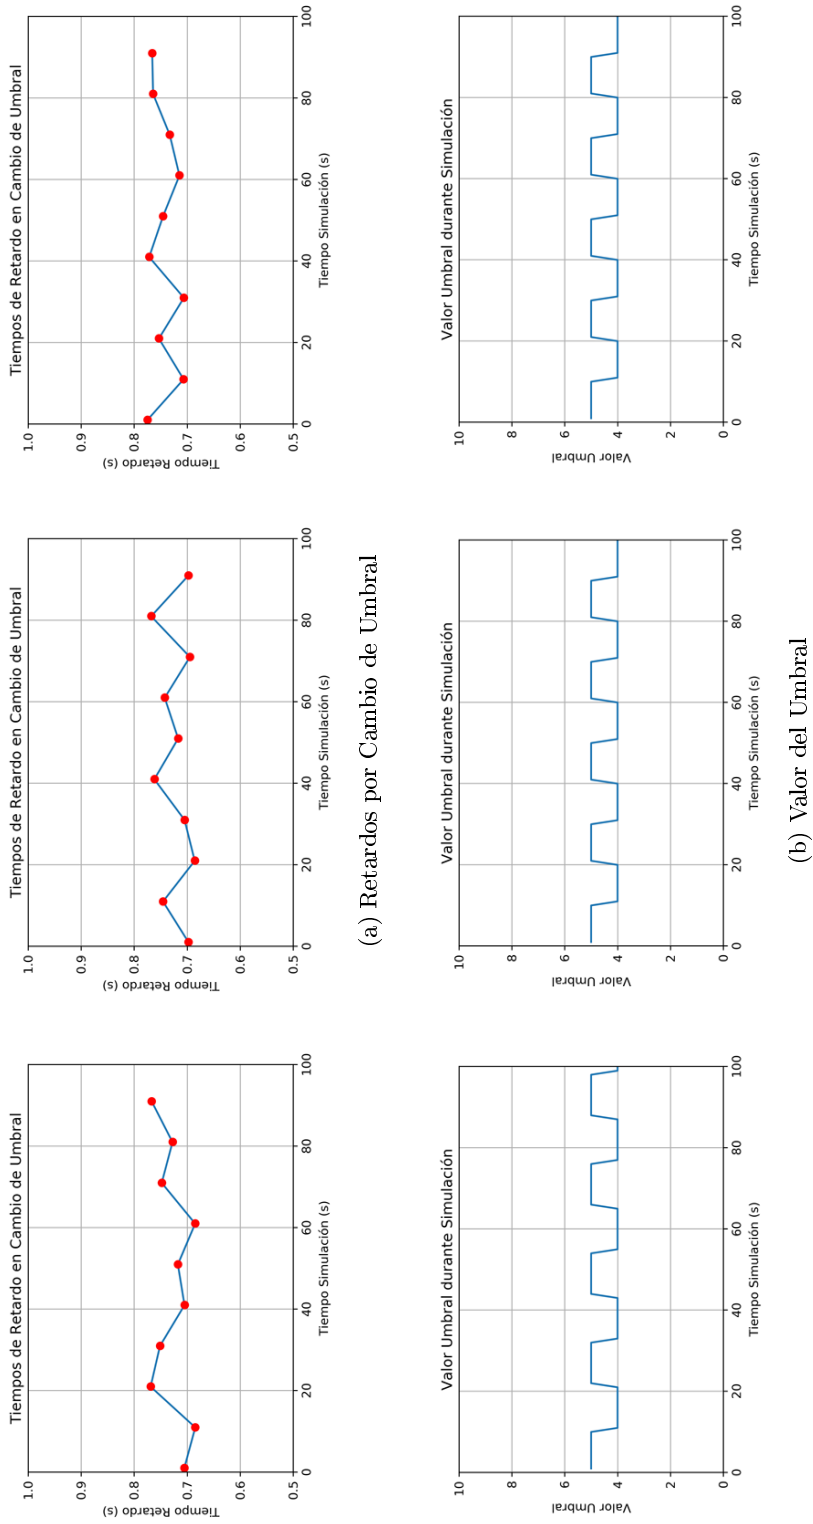 Tiempos de Retardo en Cambio de Umbral
Tiempo Retardo (s)
1.0
0.9
0.8
0.7
0.6
0.5
0 20 40 60 80 100
Tiempo Simulación (s)
Tiempos de Retardo en Cambio de Umbral
Tiempo Retardo (s)
1.0
0.9
0.8
0.7
0.6
0.5
0 20 40 60 80 100
Tiempo Simulación (s)
Tiempos de Retardo en Cambio de Umbral
Tiempo Retardo (s)
1.0
0.9
0.8
0.7
0.6
0.5
0 20 40 60 80 100
Tiempo Simulación (s)
(a) Retardos por Cambio de Umbral
Valor Umbral durante Simulación
Valor Umbral
10
8
6
4
2
0
0 20 40 60 80 100
Tiempo Simulación (s)
Valor Umbral durante Simulación
Valor Umbral
10
8
6
4
2
0
0 20 40 60 80 100
Tiempo Simulación (s)
Valor Umbral durante Simulación
Valor Umbral
10
8
6
4
2
0
0 20 40 60 80 100
Tiempo Simulación (s)
(b) Valor del Umbral